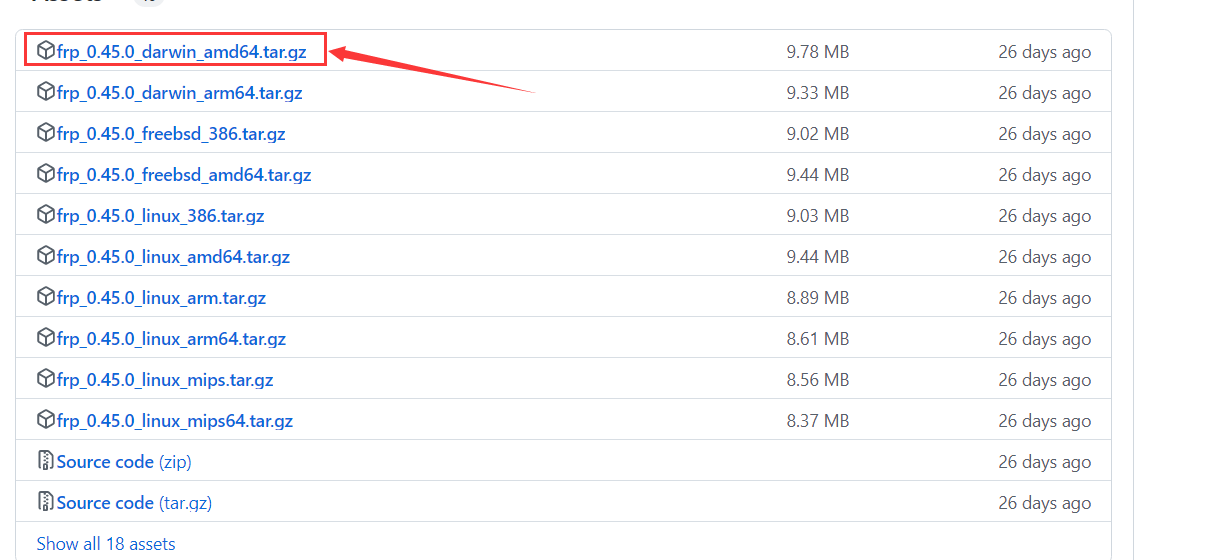 frp_0.45.0_darwin_amd64.tar.gz 9.78 MB 26 days ago
frp_0.45.0_darwin_arm64.tar.gz 9.33 MB 26 days ago
frp_0.45.0_freebsd_386.tar.gz 9.02 MB 26 days ago
frp_0.45.0_freebsd_amd64.tar.gz 9.44 MB 26 days ago
frp_0.45.0_linux_386.tar.gz 9.03 MB 26 days ago
frp_0.45.0_linux_amd64.tar.gz 9.44 MB 26 days ago
frp_0.45.0_linux_arm.tar.gz 8.89 MB 26 days ago
frp_0.45.0_linux_arm64.tar.gz 8.61 MB 26 days ago
frp_0.45.0_linux_mips.tar.gz 8.56 MB 26 days ago
frp_0.45.0_linux_mips64.tar.gz 8.37 MB 26 days ago
Source code (zip) 26 days ago
Source code (tar.gz) 26 days ago
Show all 18 assets